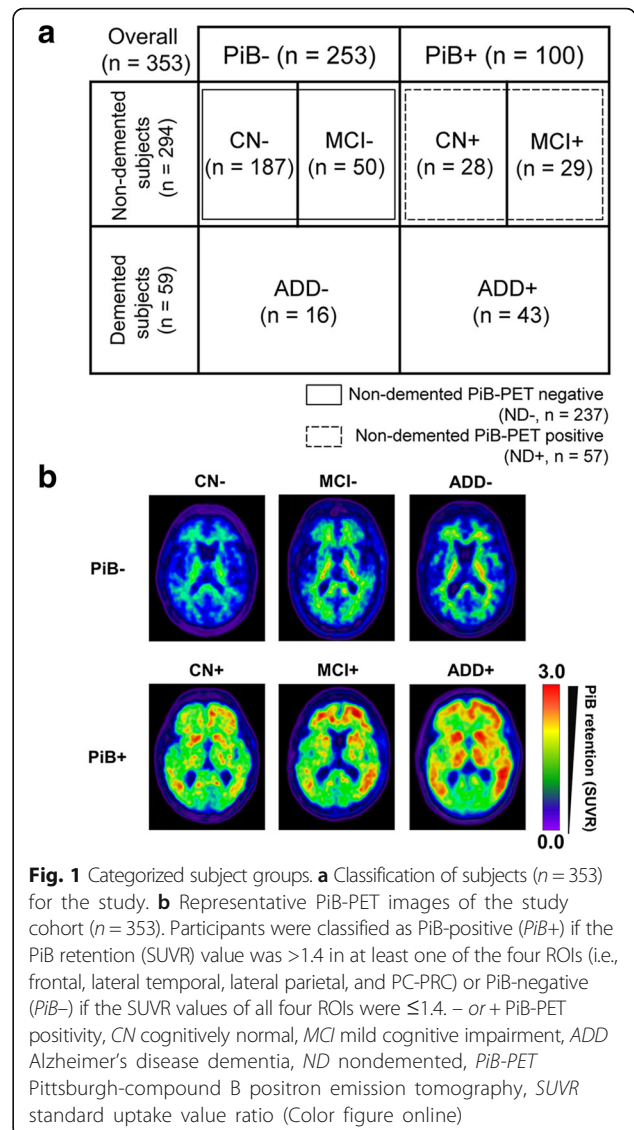 a
Overall
(n = 353)
PiB- (n = 253)
PiB+ (n = 100)
Non-demented
subjects
(n = 294)
CN-
(n = 187)
MCI-
(n = 50)
CN+
(n = 28)
MCI+
(n = 29)
Demented
subjects
(n = 59)
ADD-
(n = 16)
ADD+
(n = 43)
Non-demented PiB-PET negative
(ND-, n = 237)
Non-demented PiB-PET positive
(ND+, n = 57)
b
CN-
MCI-
ADD-
PiB-
CN+
MCI+
ADD+
PiB+
3.0
0.0
PiB retention (SUVR)
Fig. 1 Categorized subject groups. a Classification of subjects (n = 353)
for the study. b Representative PiB-PET images of the study
cohort (n = 353). Participants were classified as PiB-positive (PiB+) if the
PiB retention (SUVR) value was >1.4 in at least one of the four ROIs (i.e.,
frontal, lateral temporal, lateral parietal, and PC-PRC) or PiB-negative
(PiB–) if the SUVR values of all four ROIs were ≤1.4. – or + PiB-PET
positivity, CN cognitively normal, MCI mild cognitive impairment, ADD
Alzheimer's disease dementia, ND nondemented, PiB-PET
Pittsburgh-compound B positron emission tomography, SUVR
standard uptake value ratio (Color figure online)